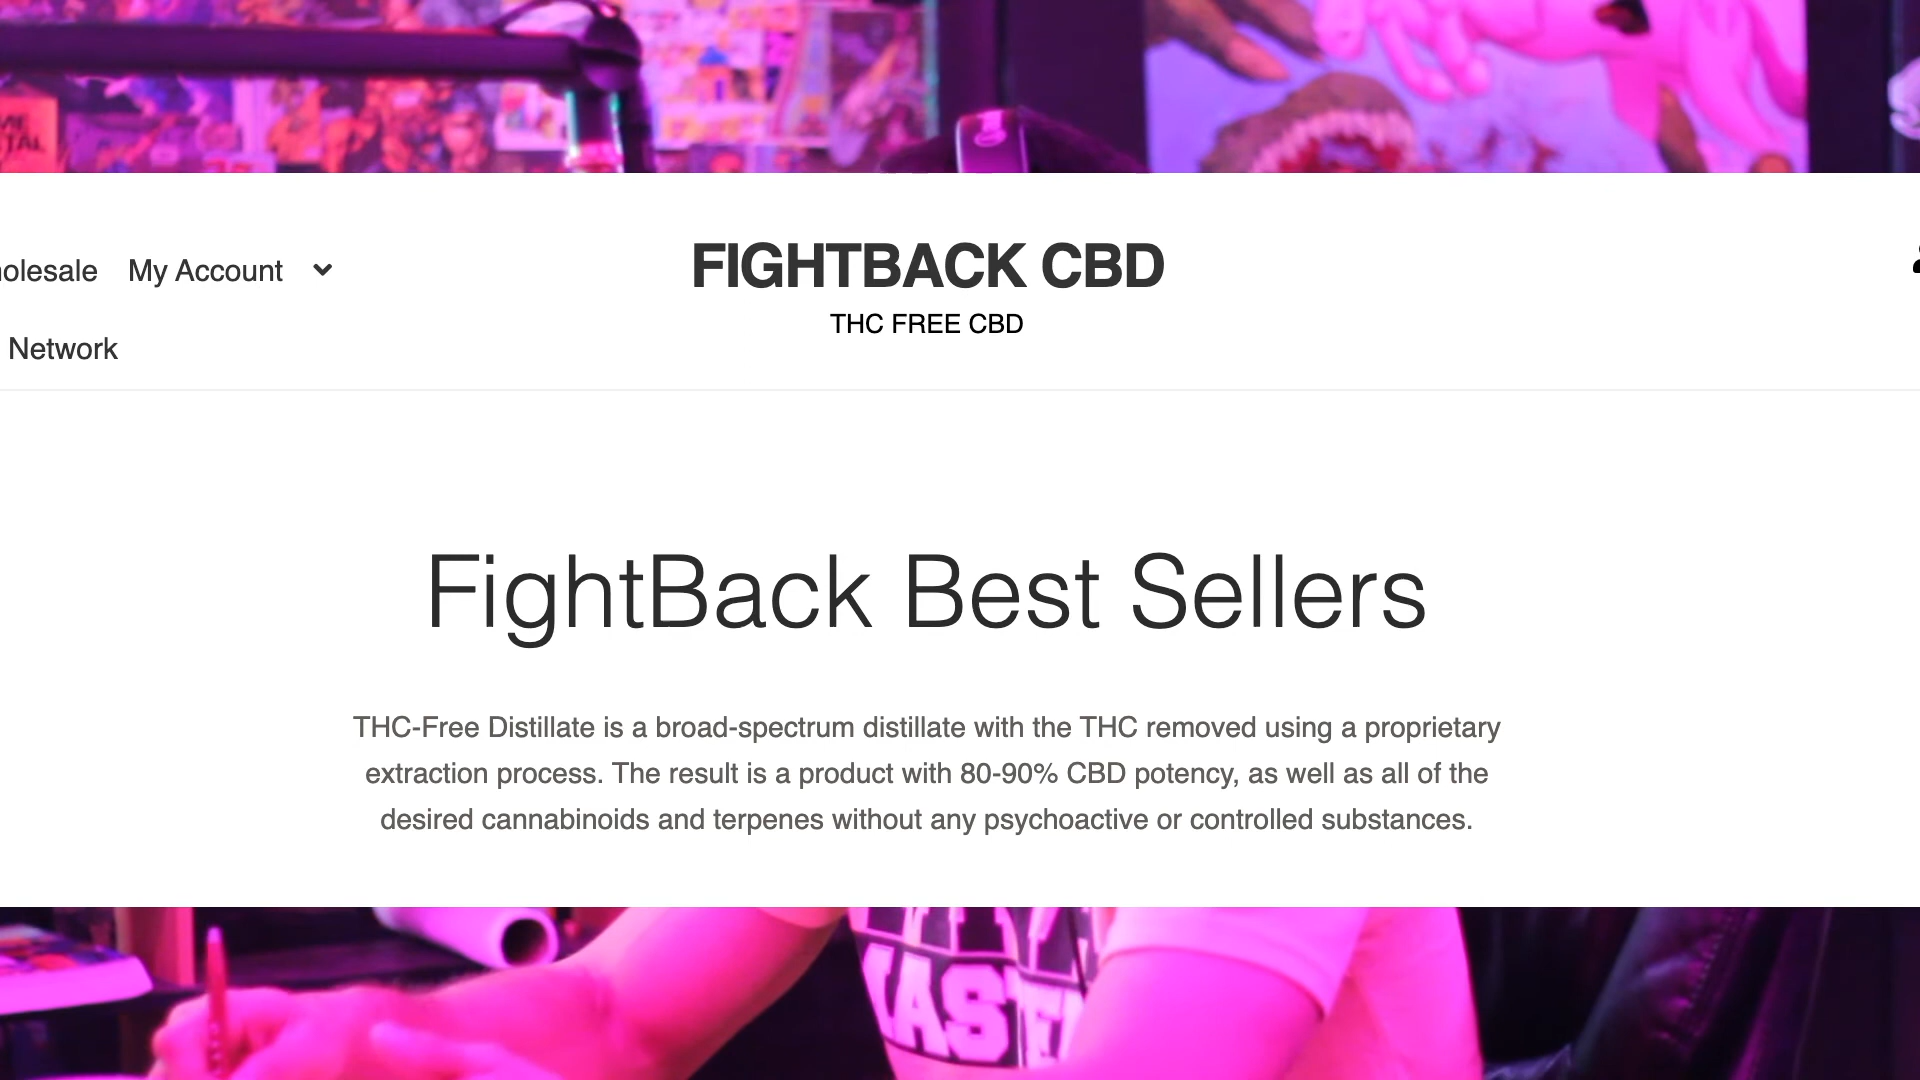 My Account
FIGHTBACK CBD
THC FREE CBD
Network
FightBack Best Sellers
THC-Free Distillate is a broad-spectrum distillate with the THC removed using a proprietary
extraction process. The result is a product with 80-90% CBD potency, as well as all of the
desired cannabinoids and terpenes without any psychoactive or controlled substances.